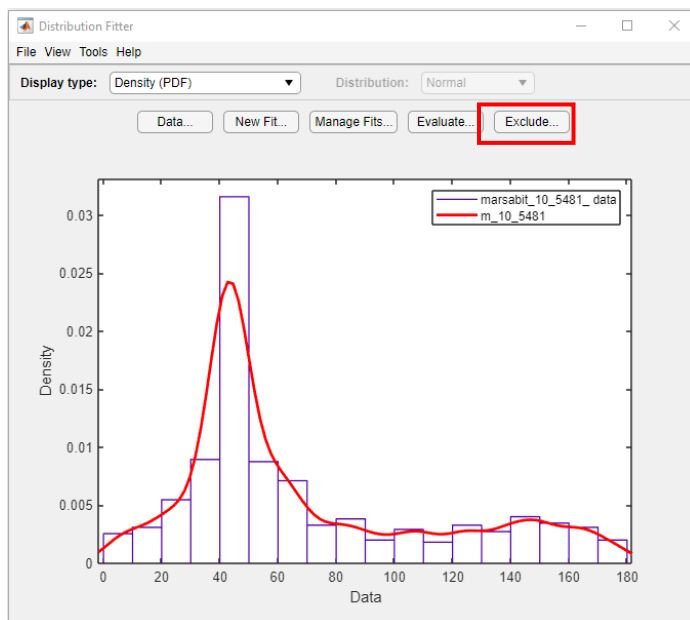 Distribution Fitter
File View Tools Help
Display type: Density (PDF) Distribution: Normal
Data... New Fit... Manage Fits... Evaluate... Exclude...
marsabit_10_5481_ data
m_10_5481
0.03
0.025
0.02
0.015
0.01
0.005
0
Density
0 20 40 60 80 100 120 140 160 180
Data